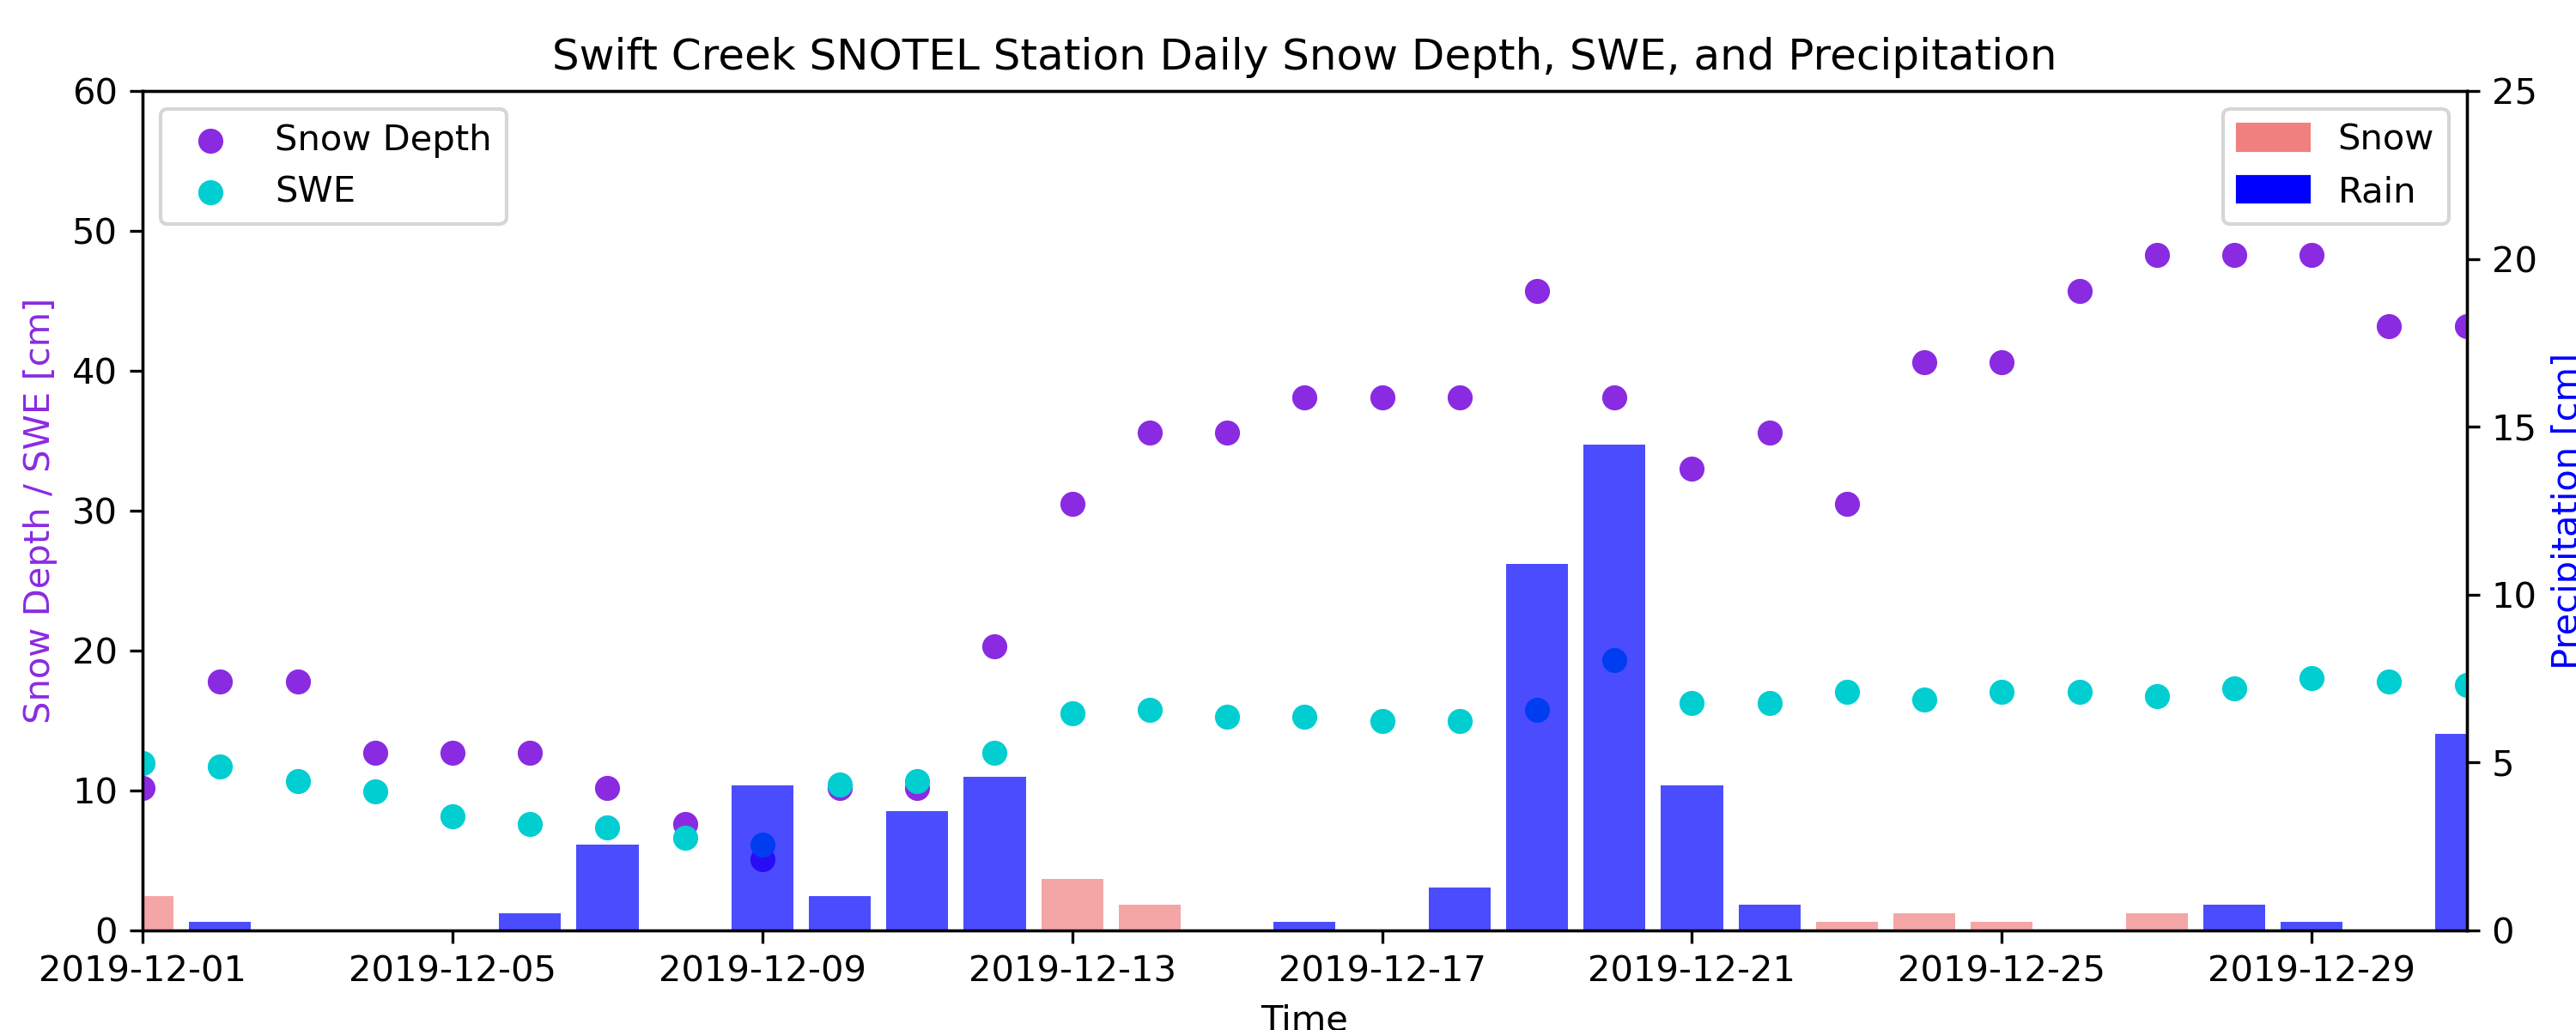 Swift Creek SNOTEL Station Daily Snow Depth, SWE, and Precipitation
Snow Depth / SWE [cm]
60
50
40
30
20
10
0
Snow Depth
SWE
Snow
Rain
25
20
15
10
5
0
Precipitation [cm]
2019-12-01 2019-12-05 2019-12-09 2019-12-13 2019-12-17 2019-12-21 2019-12-25 2019-12-29
Time